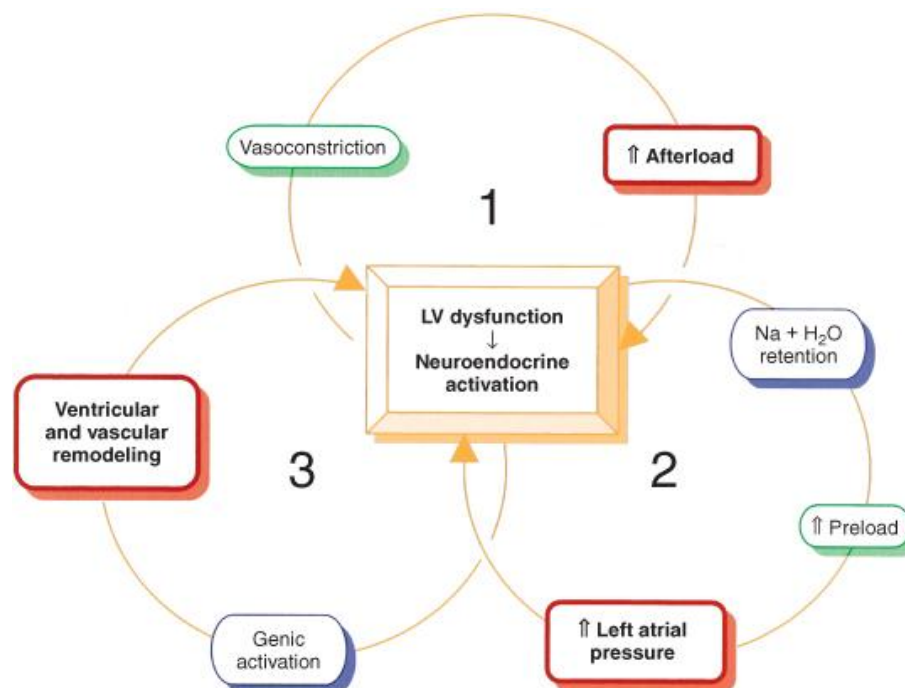 Vasoconstriction
⇑ Afterload
1
LV dysfunction
↓
Neuroendocrine
activation
Na + H₂O
retention
Ventricular
and vascular
remodeling
3
2
⇑ Preload
Genic
activation
⇑ Left atrial
pressure